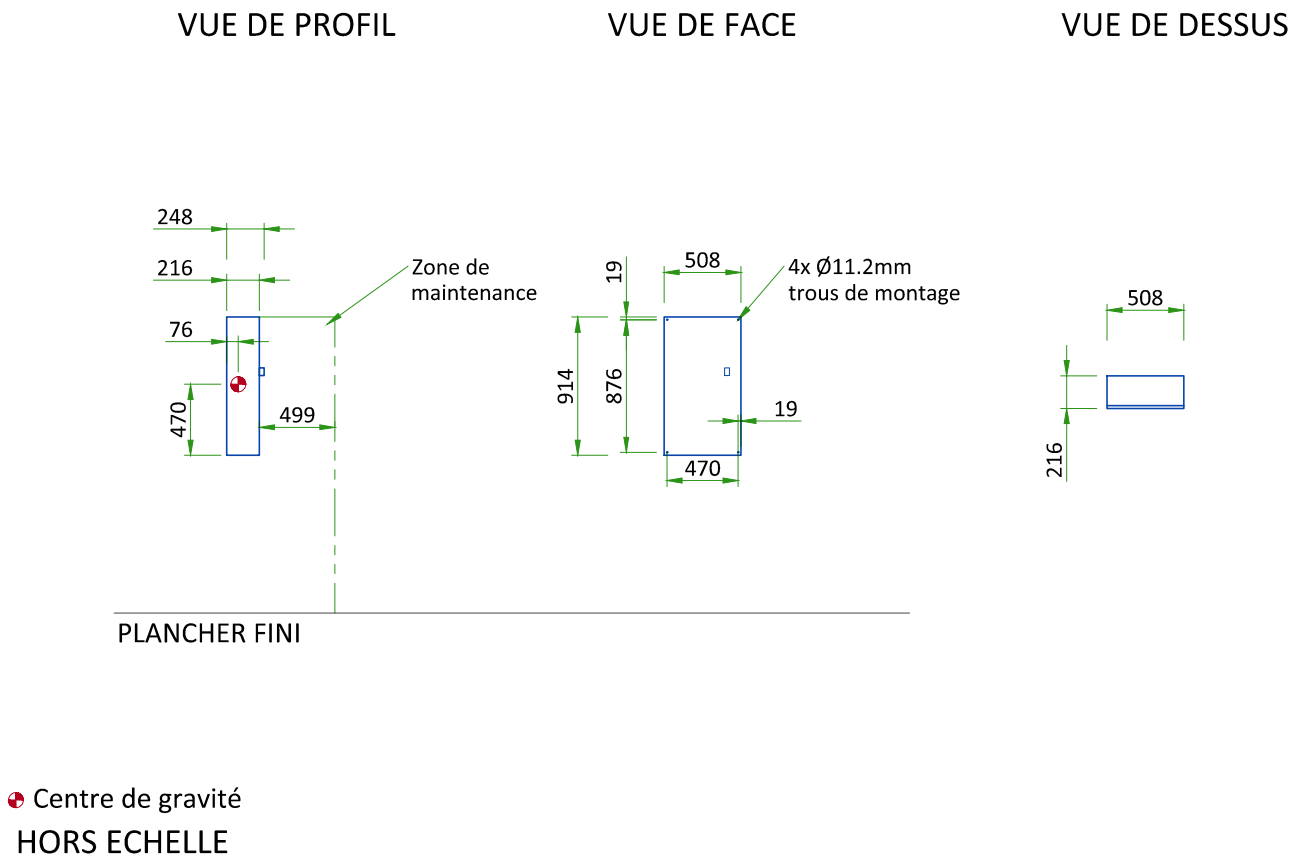 VUE DE PROFIL
VUE DE FACE
VUE DE DESSUS
248
216
76
470
499
Zone de
maintenance
19
508
914
876
19
470
4x Ø11.2mm
trous de montage
508
216
PLANCHER FINI
Centre de gravité
HORS ECHELLE